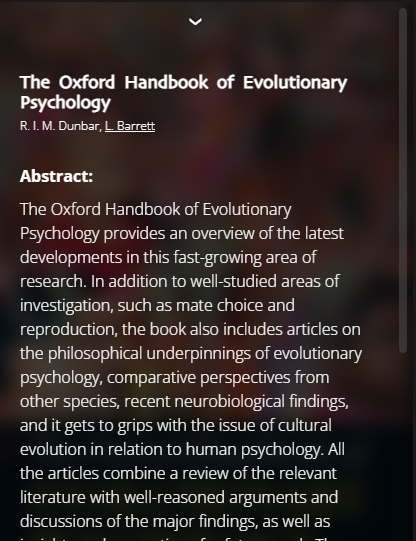 The Oxford Handbook of Evolutionary
Psychology
R. I. M. Dunbar, L. Barrett
Abstract:
The Oxford Handbook of Evolutionary
Psychology provides an overview of the latest
developments in this fast-growing area of
research. In addition to well-studied areas of
investigation, such as mate choice and
reproduction, the book also includes articles on
the philosophical underpinnings of evolutionary
psychology, comparative perspectives from
other species, recent neurobiological findings,
and it gets to grips with the issue of cultural
evolution in relation to human psychology. All
the articles combine a review of the relevant
literature with well-reasoned arguments and
discussions of the major findings, as well as